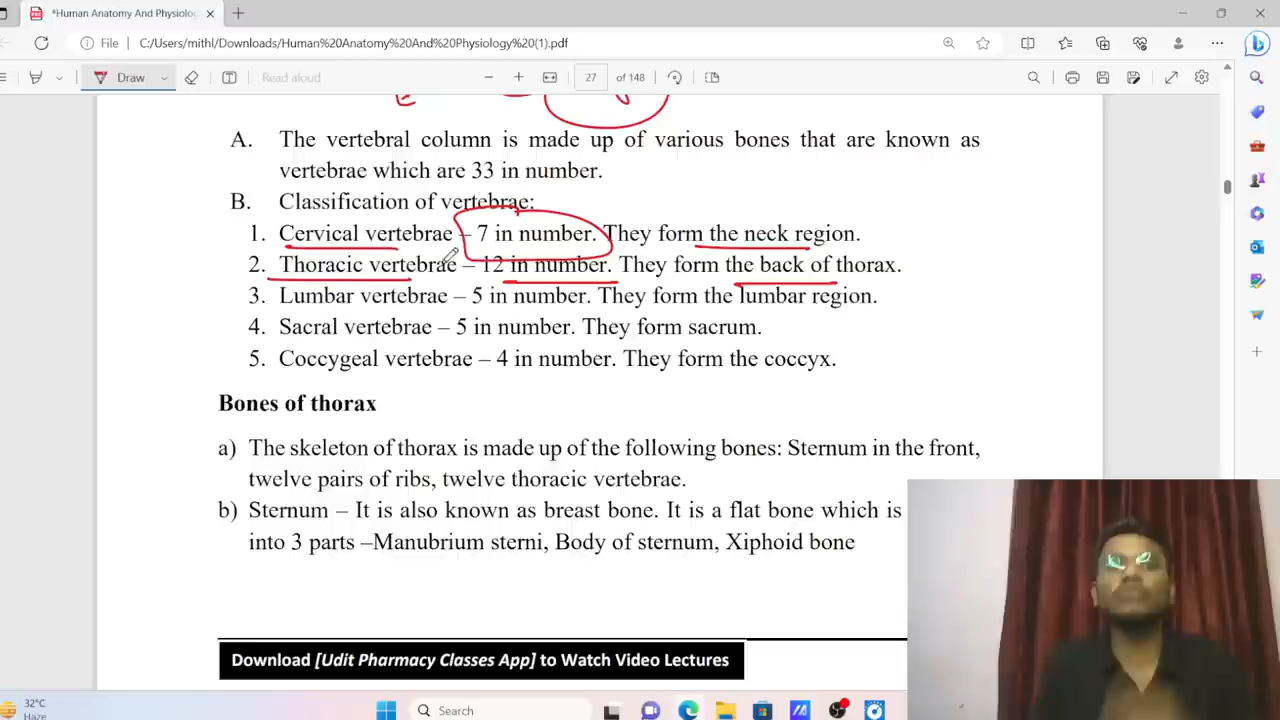 *Human Anatomy And Physiology
File
C:/Users/mithl/Downloads/Human%20Anatomy%20And%20Physiology%20(1).pdf
Draw
Read aloud
27
of 148
A. The vertebral column is made up of various bones that are known as
vertebrae which are 33 in number.
B. Classification of vertebrae:
1. Cervical vertebrae – 7 in number. They form the neck region.
2. Thoracic vertebrae – 12 in number. They form the back of thorax.
3. Lumbar vertebrae – 5 in number. They form the lumbar region.
4. Sacral vertebrae – 5 in number. They form sacrum.
5. Coccygeal vertebrae – 4 in number. They form the coccyx.
Bones of thorax
a) The skeleton of thorax is made up of the following bones: Sternum in the front,
twelve pairs of ribs, twelve thoracic vertebrae.
b) Sternum – It is also known as breast bone. It is a flat bone which is
into 3 parts –Manubrium sterni, Body of sternum, Xiphoid bone
Download [Udit Pharmacy Classes App] to Watch Video Lectures
32°C
Haze
Search